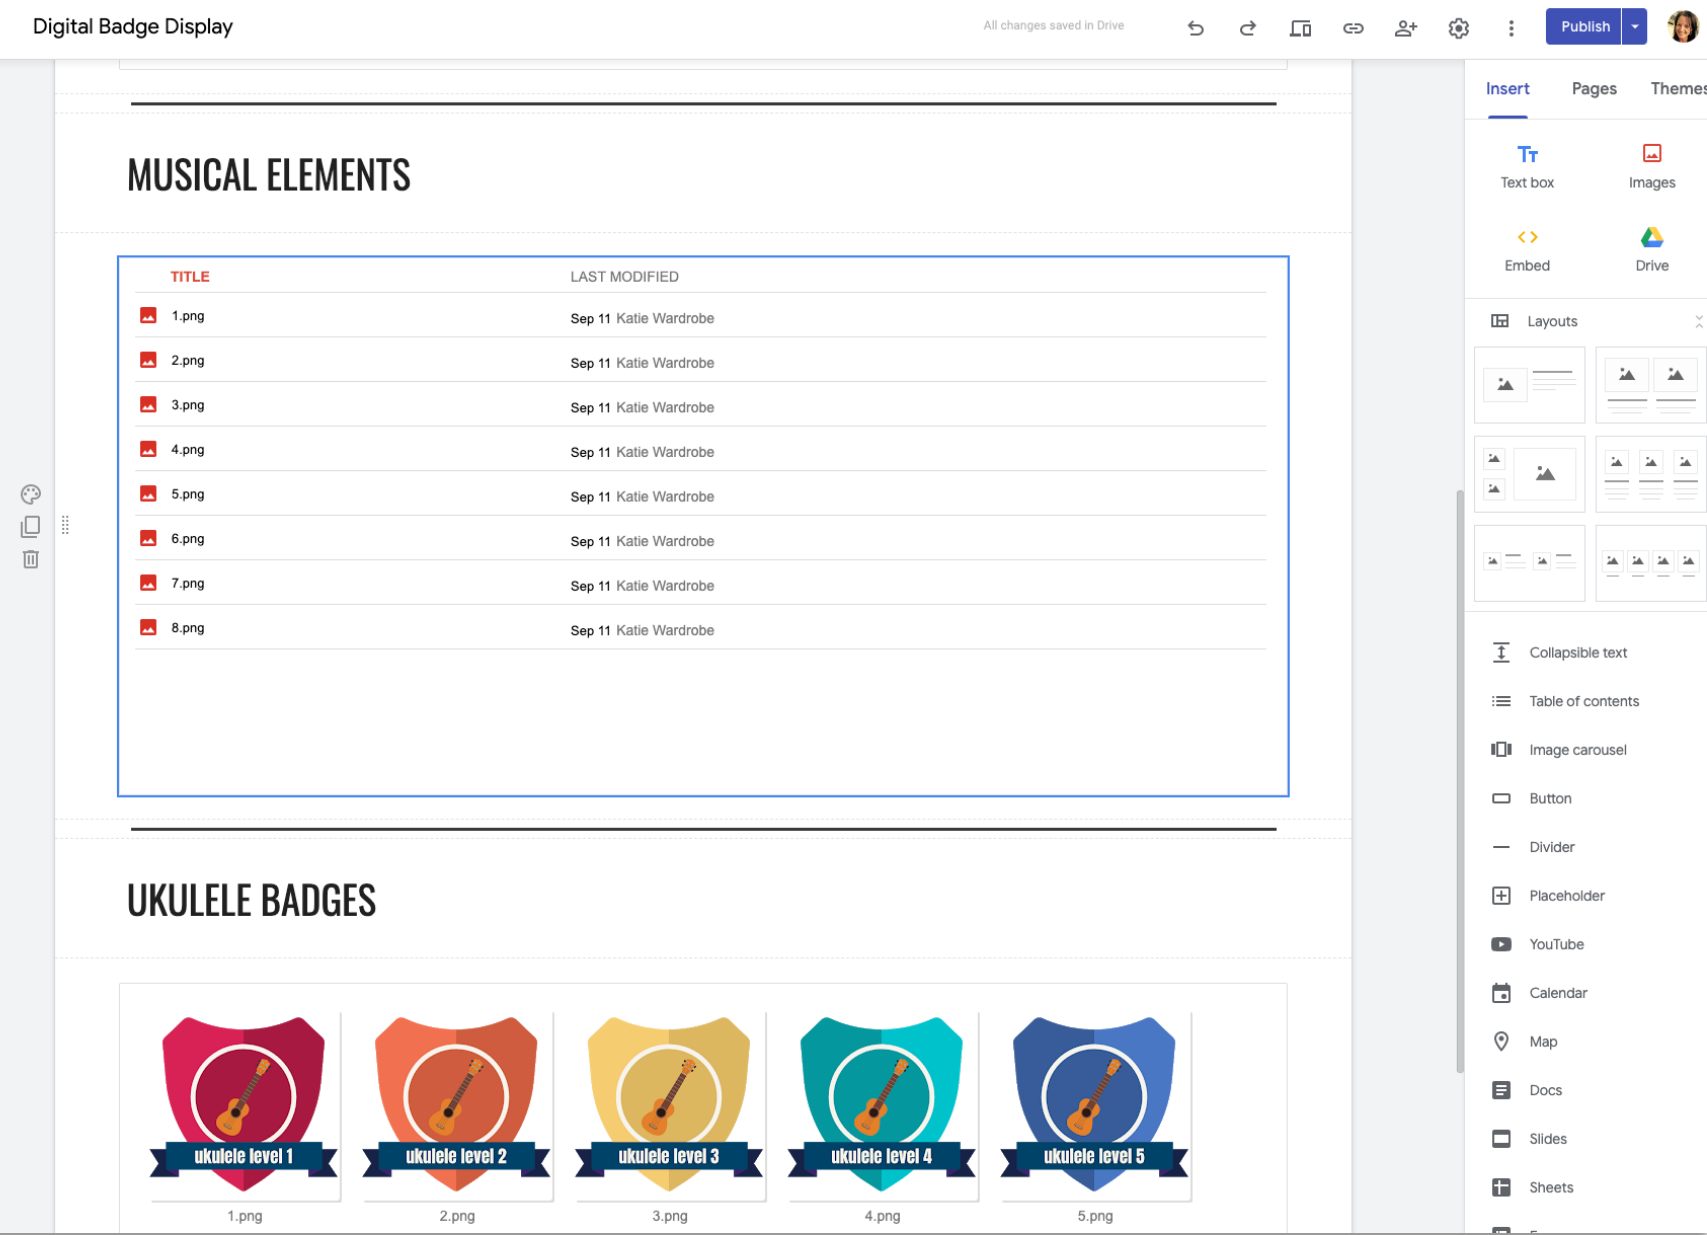 Digital Badge Display
All changes saved in Drive
Publish
Insert Pages Themes
MUSICAL ELEMENTS
Text box Images
Embed Drive
TITLE LAST MODIFIED
1.png Sep 11 Katie Wardrobe
2.png Sep 11 Katie Wardrobe
3.png Sep 11 Katie Wardrobe
4.png Sep 11 Katie Wardrobe
5.png Sep 11 Katie Wardrobe
6.png Sep 11 Katie Wardrobe
7.png Sep 11 Katie Wardrobe
8.png Sep 11 Katie Wardrobe
Layouts
Collapsible text
Table of contents
Image carousel
Button
Divider
Placeholder
YouTube
Calendar
Map
Docs
Slides
Sheets
UKULELE BADGES
ukulele level 1 ukulele level 2 ukulele level 3 ukulele level 4 ukulele level 5
1.png 2.png 3.png 4.png 5.png